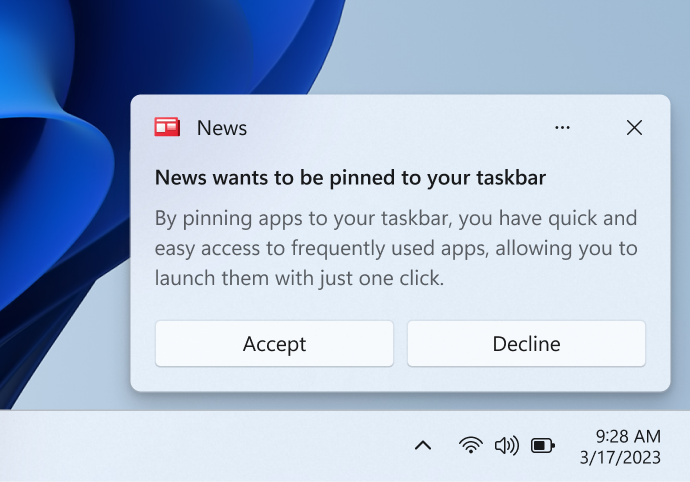 News
News wants to be pinned to your taskbar
By pinning apps to your taskbar, you have quick and
easy access to frequently used apps, allowing you to
launch them with just one click.
Accept
Decline
9:28 AM
3/17/2023